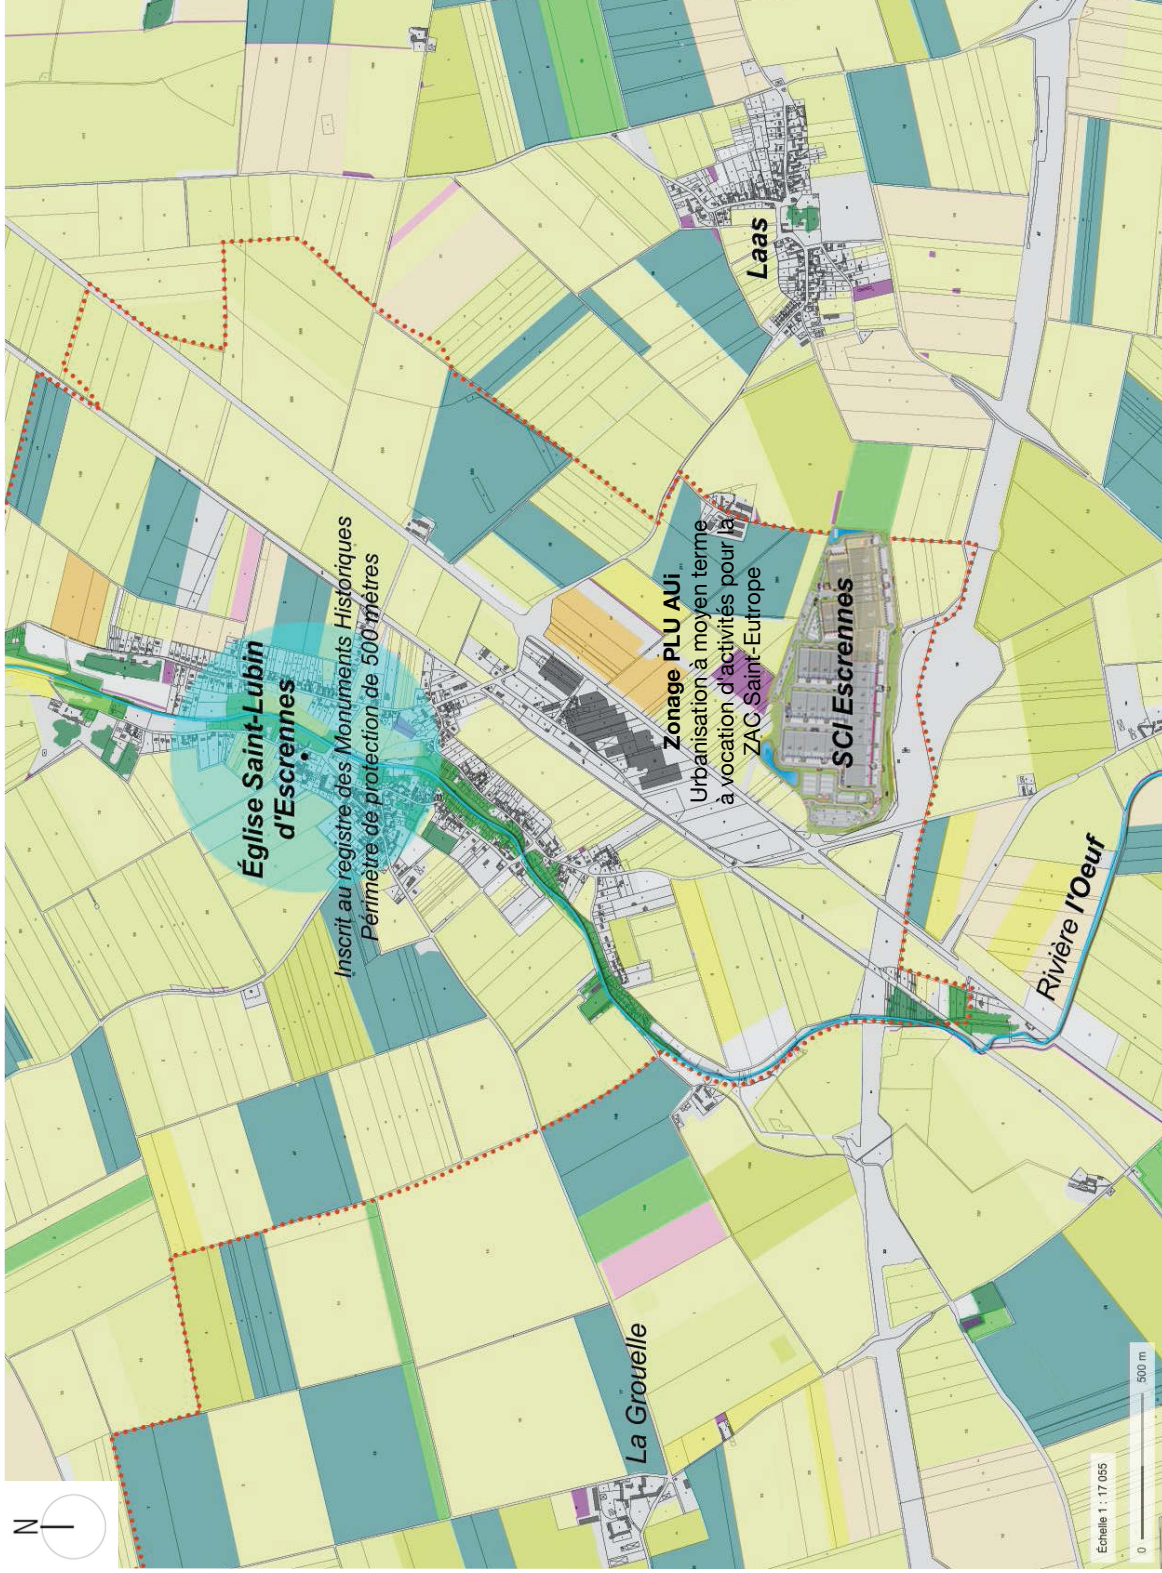 N
Église Saint-Lubin
d'Escrennes
Inscrit au registre des Monuments Historiques
Périmètre de protection de 500 mètres
Laas
Zonage PLU AUi
Urbanisation à moyen terme
à vocation d'activités pour la
ZAC Saint-Eutrope
SCI Escrennes
La Grouelle
Rivière l'Oeuf
Échelle 1 : 17 055
0 500 m